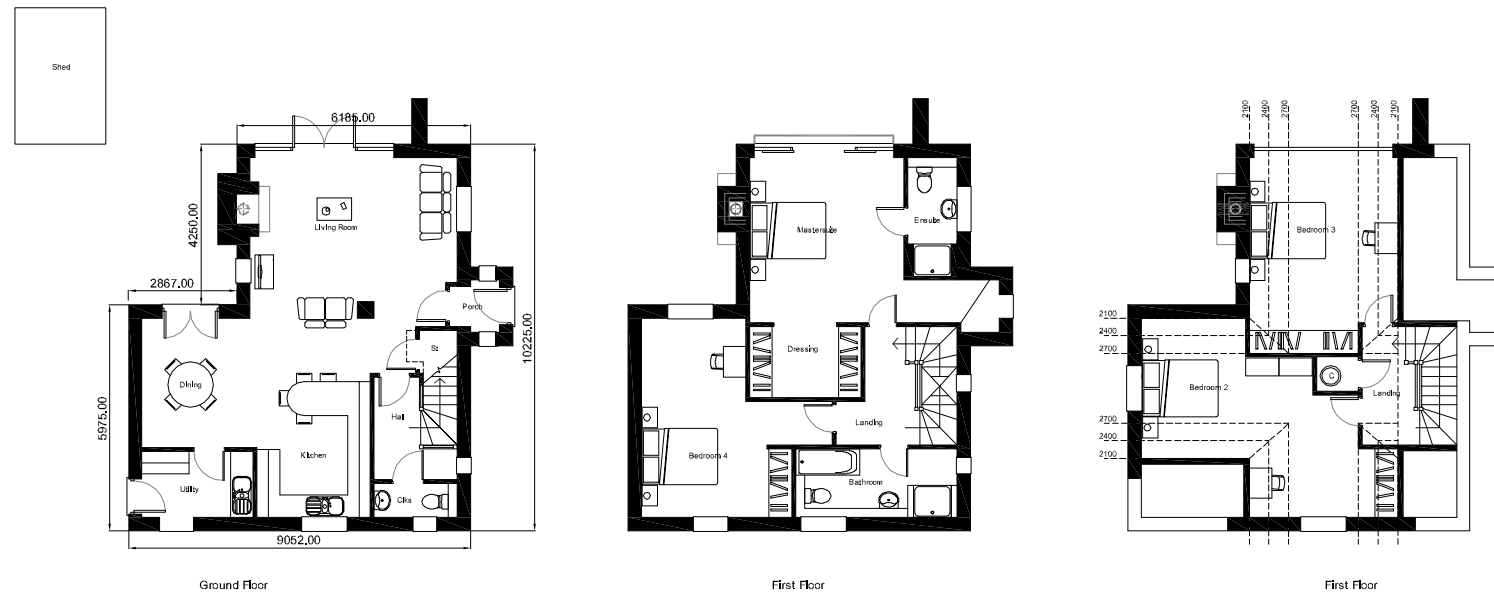 Shed
6185.00
4250.00
Living Room
2867.00
Porch
10225.00
St
Dining
5975.00
Hall
Kitchen
Utility
Clks
9052.00
Ground Floor
Ensuite
Mastersuite
Dressing
Landing
Bedroom 4
Bathroom
First Floor
2100
2400
2700
2700
2400
2100
Bedroom 3
2100
2400
2700
C
Bedroom 2
Landing
2700
2400
2100
First Floor